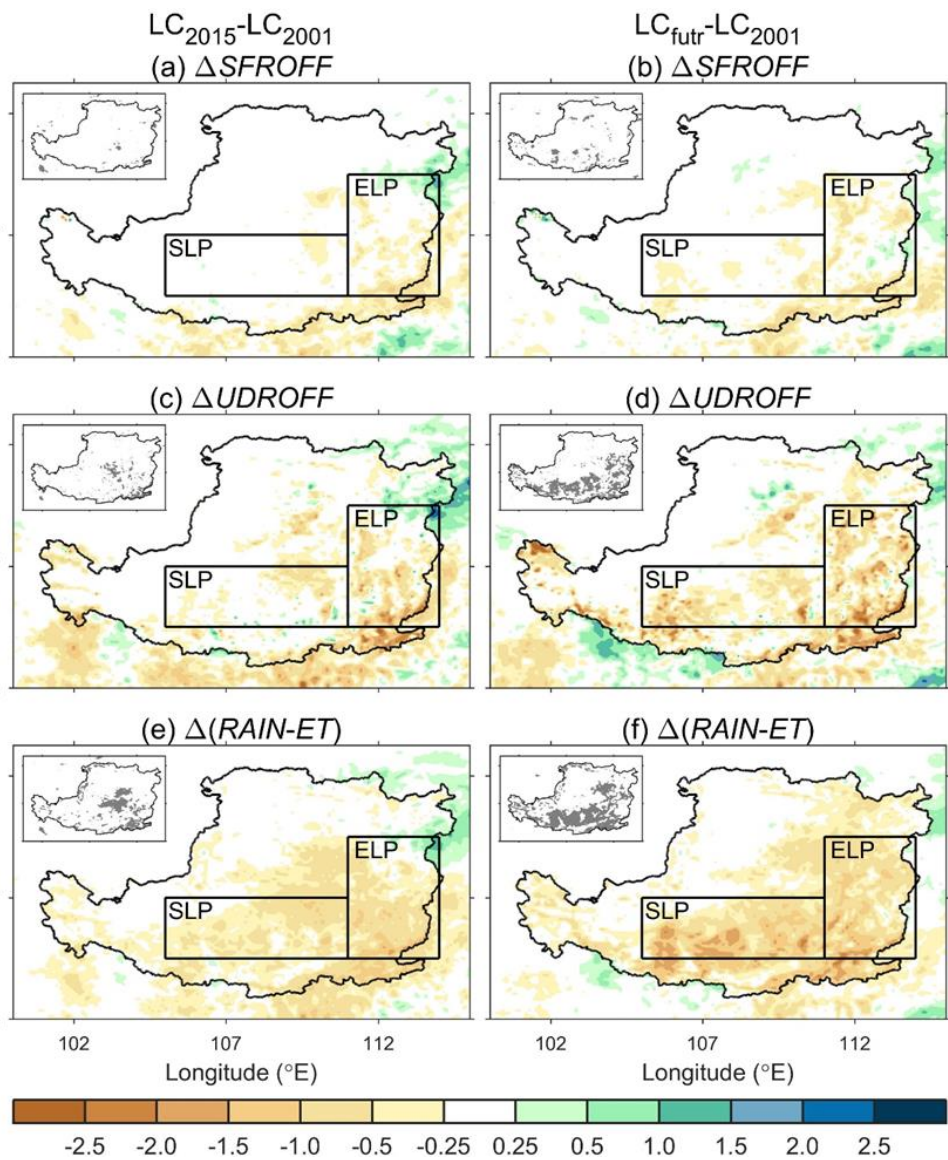 LC2015-LC2001 LCfutr-LC2001
(a) ΔSFROFF (b) ΔSFROFF
ELP ELP
SLP SLP
(c) ΔUDROFF (d) ΔUDROFF
ELP ELP
SLP SLP
(e) Δ(RAIN-ET) (f) Δ(RAIN-ET)
ELP ELP
SLP SLP
102 107 112 102 107 112
Longitude (°E) Longitude (°E)
-2.5 -2.0 -1.5 -1.0 -0.5 -0.25 0.25 0.5 1.0 1.5 2.0 2.5